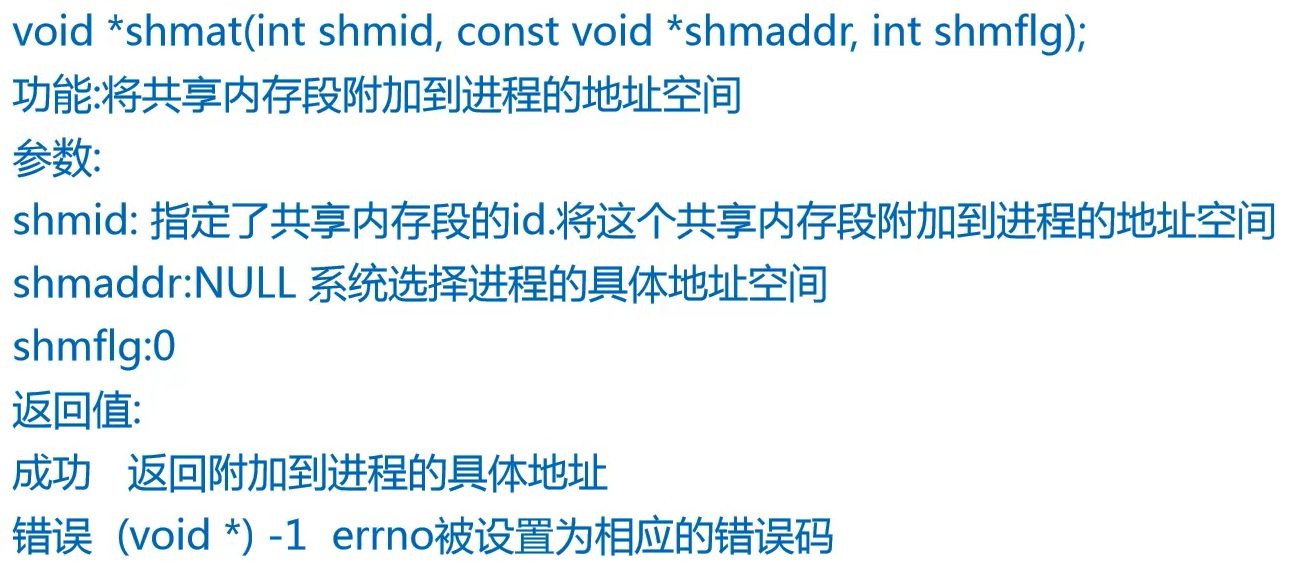 void *shmat(int shmid, const void *shmaddr, int shmflg);
功能:将共享内存段附加到进程的地址空间
参数:
shmid: 指定了共享内存段的id.将这个共享内存段附加到进程的地址空间
shmaddr:NULL 系统选择进程的具体地址空间
shmflg:0
返回值:
成功 返回附加到进程的具体地址
错误 (void *) -1 errno被设置为相应的错误码